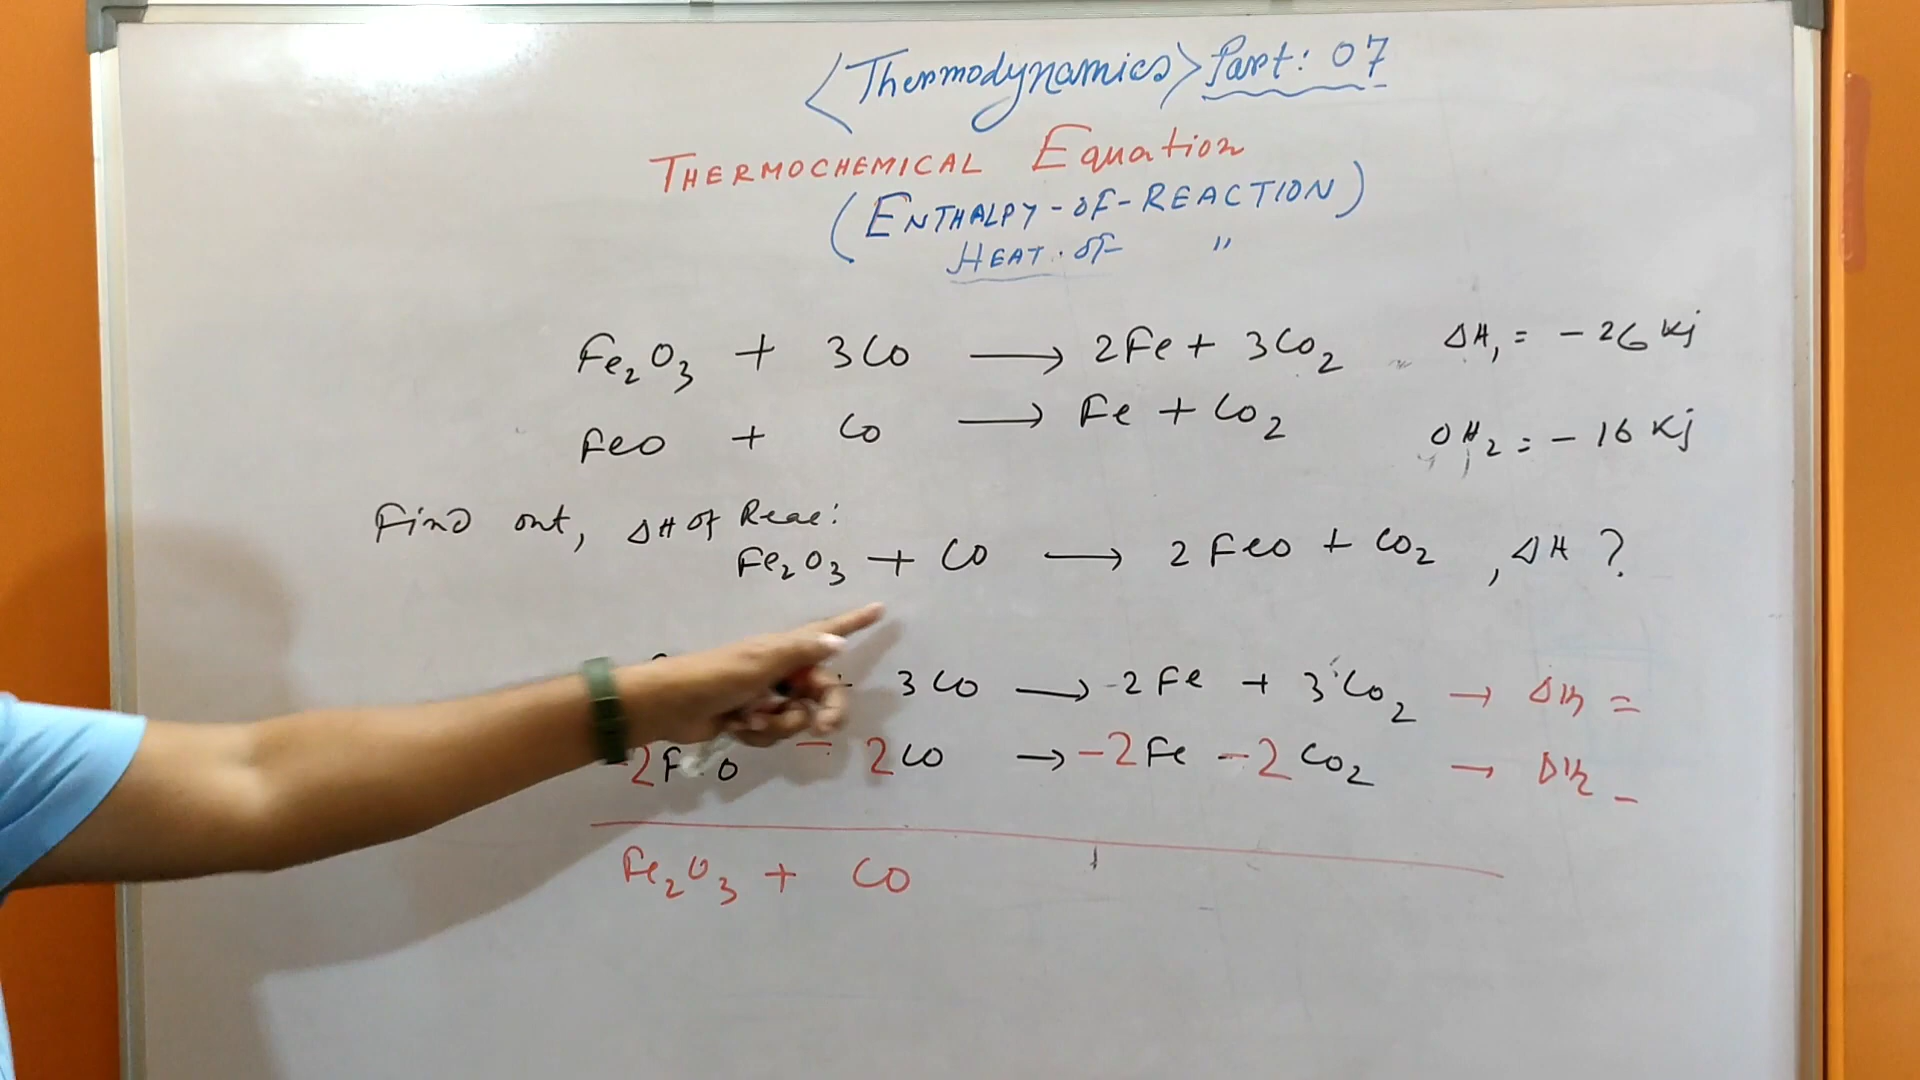 <Thermodynamics> Part: 07
THERMOCHEMICAL Equation
(ENTHALPY-OF-REACTION)
HEAT. OF "
Fe₂O₃ + 3CO ⟶ 2Fe + 3CO₂ ΔH₁ = -26 kj
FeO + CO ⟶ Fe + CO₂ ΔH₂ = -16 kj
Find out, ΔH of Reac:
Fe₂O₃ + CO ⟶ 2FeO + CO₂, ΔH ?
3CO ⟶ 2Fe + 3CO₂ → ΔH₁ =
-2F O - 2CO → -2Fe -2CO₂ → ΔH₂ -
Fe₂O₃ + CO